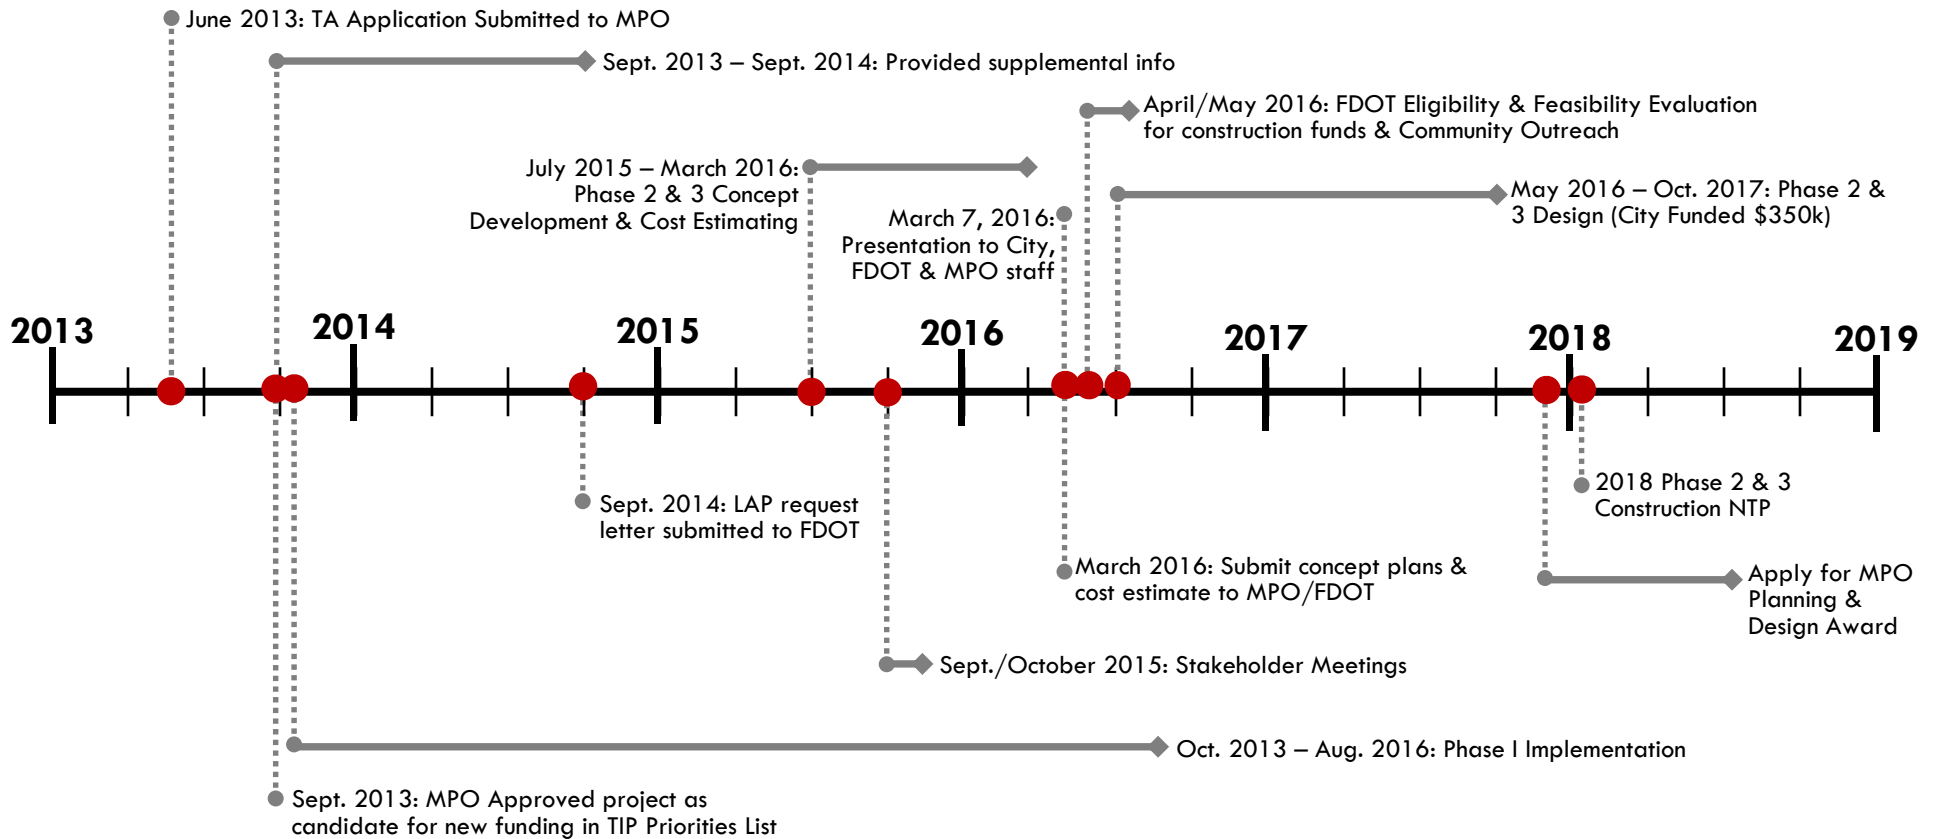 June 2013: TA Application Submitted to MPO
Sept. 2013 – Sept. 2014: Provided supplemental info
April/May 2016: FDOT Eligibility & Feasibility Evaluation
for construction funds & Community Outreach
July 2015 – March 2016:
Phase 2 & 3 Concept
Development & Cost Estimating
March 7, 2016:
Presentation to City,
FDOT & MPO staff
May 2016 – Oct. 2017: Phase 2 &
3 Design (City Funded $350k)
2013
2014
2015
2016
2017
2018
2019
Sept. 2014: LAP request
letter submitted to FDOT
2018 Phase 2 & 3
Construction NTP
March 2016: Submit concept plans &
cost estimate to MPO/FDOT
Apply for MPO
Planning &
Design Award
Sept./October 2015: Stakeholder Meetings
Oct. 2013 – Aug. 2016: Phase I Implementation
Sept. 2013: MPO Approved project as
candidate for new funding in TIP Priorities List